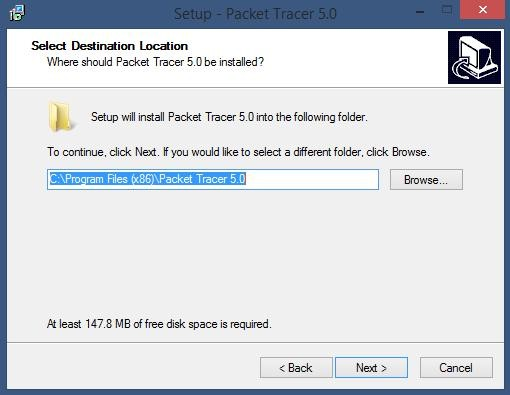 Setup - Packet Tracer 5.0
Select Destination Location
Where should Packet Tracer 5.0 be installed?
Setup will install Packet Tracer 5.0 into the following folder.
To continue, click Next. If you would like to select a different folder, click Browse.
C:\Program Files (x86)\Packet Tracer 5.0
Browse...
At least 147.8 MB of free disk space is required.
< Back
Next >
Cancel